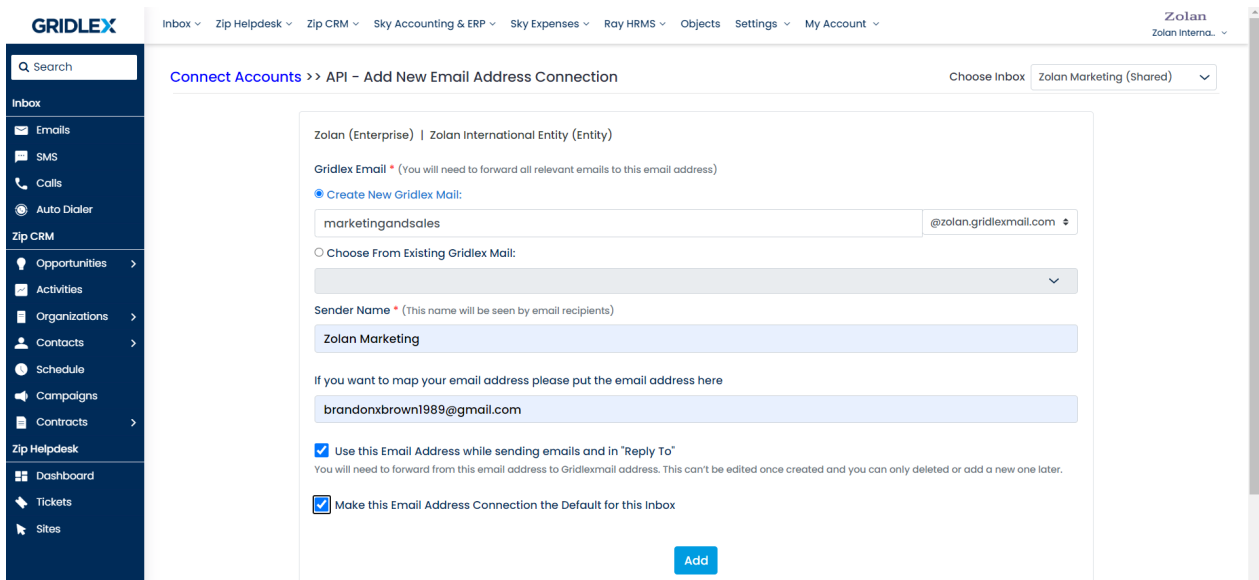 GRIDLEX
Inbox Zip Helpdesk Zip CRM Sky Accounting & ERP Sky Expenses Ray HRMS Objects Settings My Account
Zolan
Zolan Interna..
Search
Inbox
Emails
SMS
Calls
Auto Dialer
Zip CRM
Opportunities
Activities
Organizations
Contacts
Schedule
Campaigns
Contracts
Zip Helpdesk
Dashboard
Tickets
Sites
Connect Accounts >> API - Add New Email Address Connection
Choose Inbox Zolan Marketing (Shared)
Zolan (Enterprise) | Zolan International Entity (Entity)
Gridlex Email * (You will need to forward all relevant emails to this email address)
Create New Gridlex Mail:
marketingandsales @zolan.gridlexmail.com
Choose From Existing Gridlex Mail:
Sender Name * (This name will be seen by email recipients)
Zolan Marketing
If you want to map your email address please put the email address here
brandonxbrown1989@gmail.com
Use this Email Address while sending emails and in "Reply To"
You will need to forward from this email address to Gridlexmail address. This can't be edited once created and you can only deleted or add a new one later.
Make this Email Address Connection the Default for this Inbox
Add